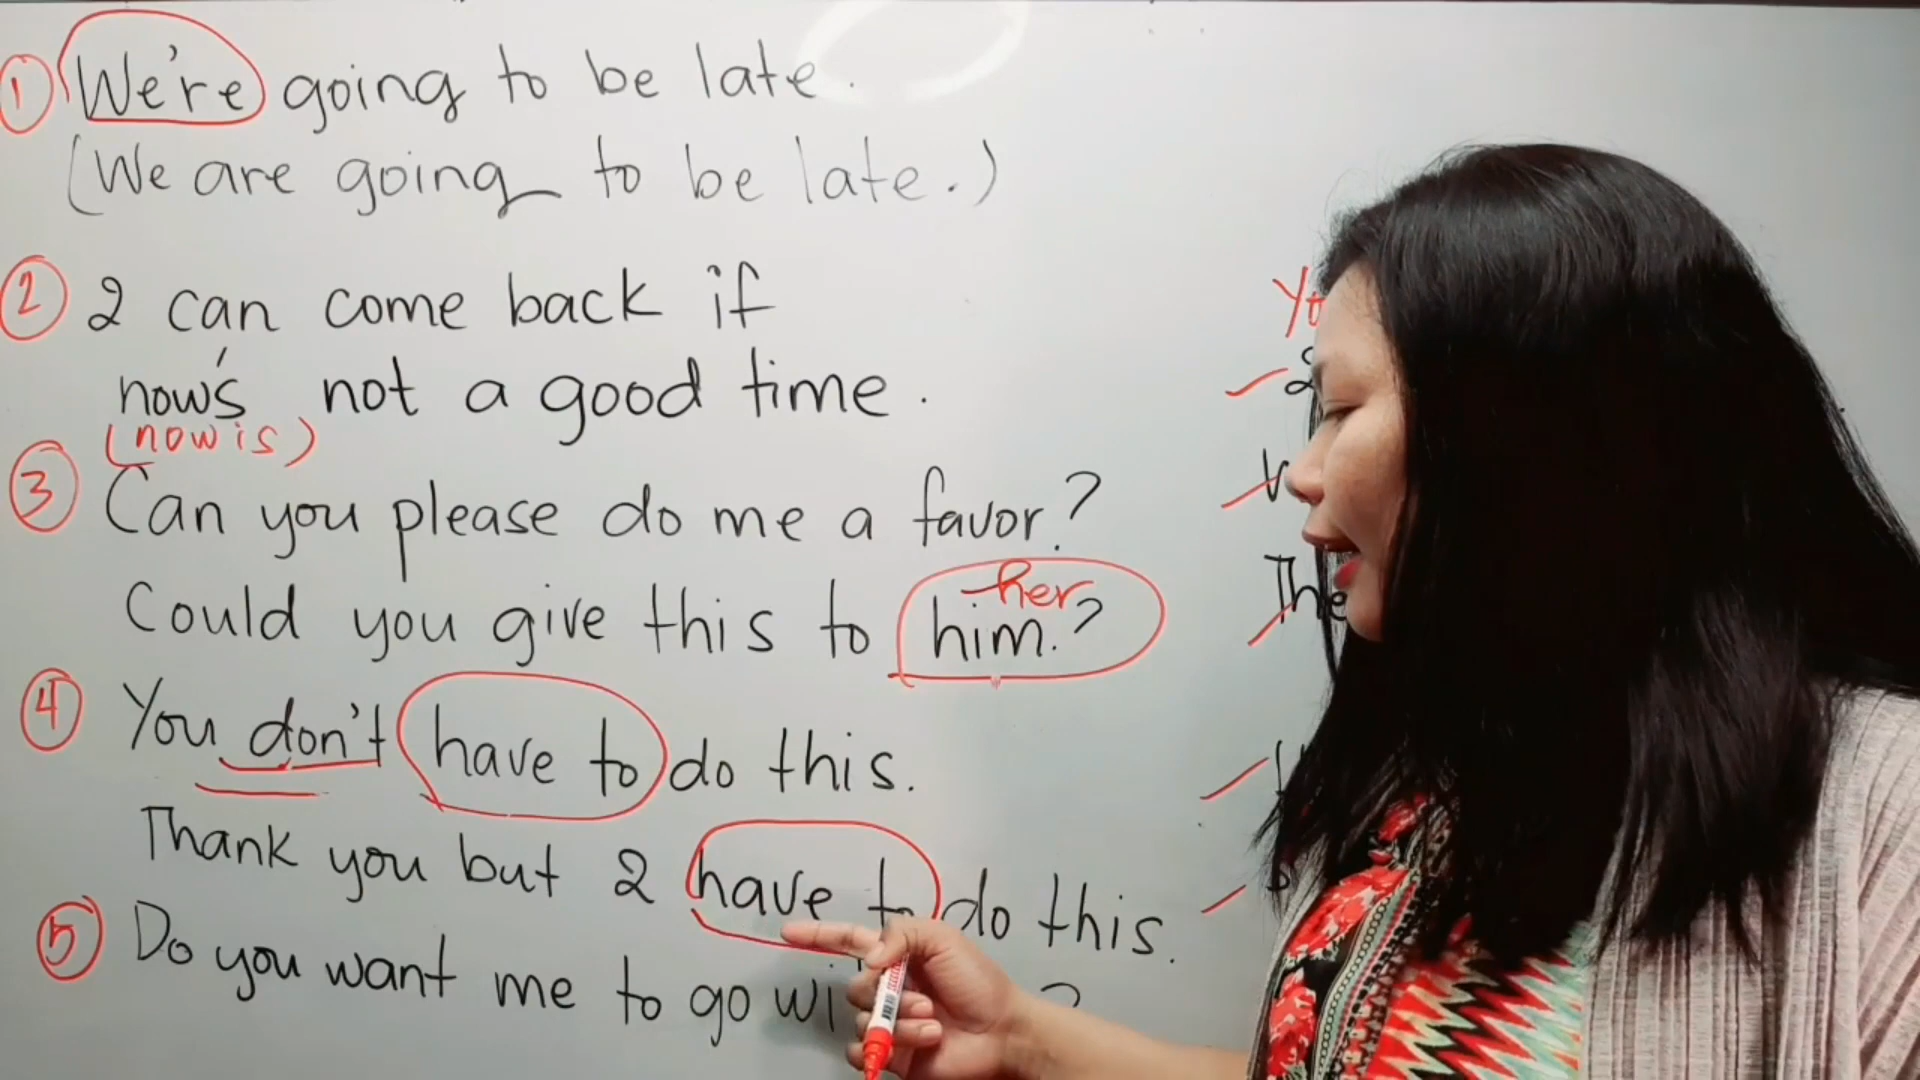 ① We're going to be late.
(We are going to be late.)
② I can come back if
now's not a good time.
(now is)
③ Can you please do me a favor?
her
Could you give this to him?
④ You don't have to do this.
Thank you but I have to do this.
⑤ Do you want me to go ?
The